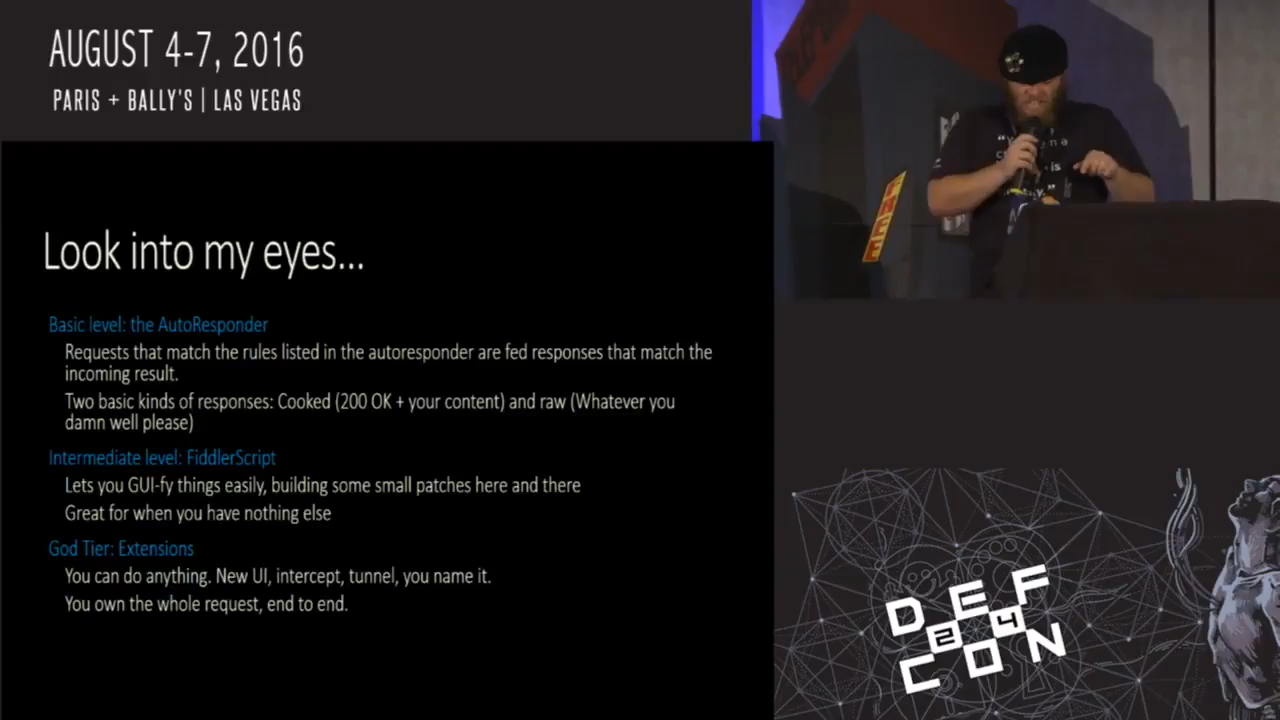 AUGUST 4-7, 2016
PARIS + BALLY'S | LAS VEGAS
Look into my eyes...
Basic level: the AutoResponder
Requests that match the rules listed in the autoresponder are fed responses that match the
incoming result.
Two basic kinds of responses: Cooked (200 OK + your content) and raw (Whatever you
damn well please)
Intermediate level: FiddlerScript
Lets you GUI-fy things easily, building some small patches here and there
Great for when you have nothing else
God Tier: Extensions
You can do anything. New UI, intercept, tunnel, you name it.
You own the whole request, end to end.
FREE
is
DEF
24
CON